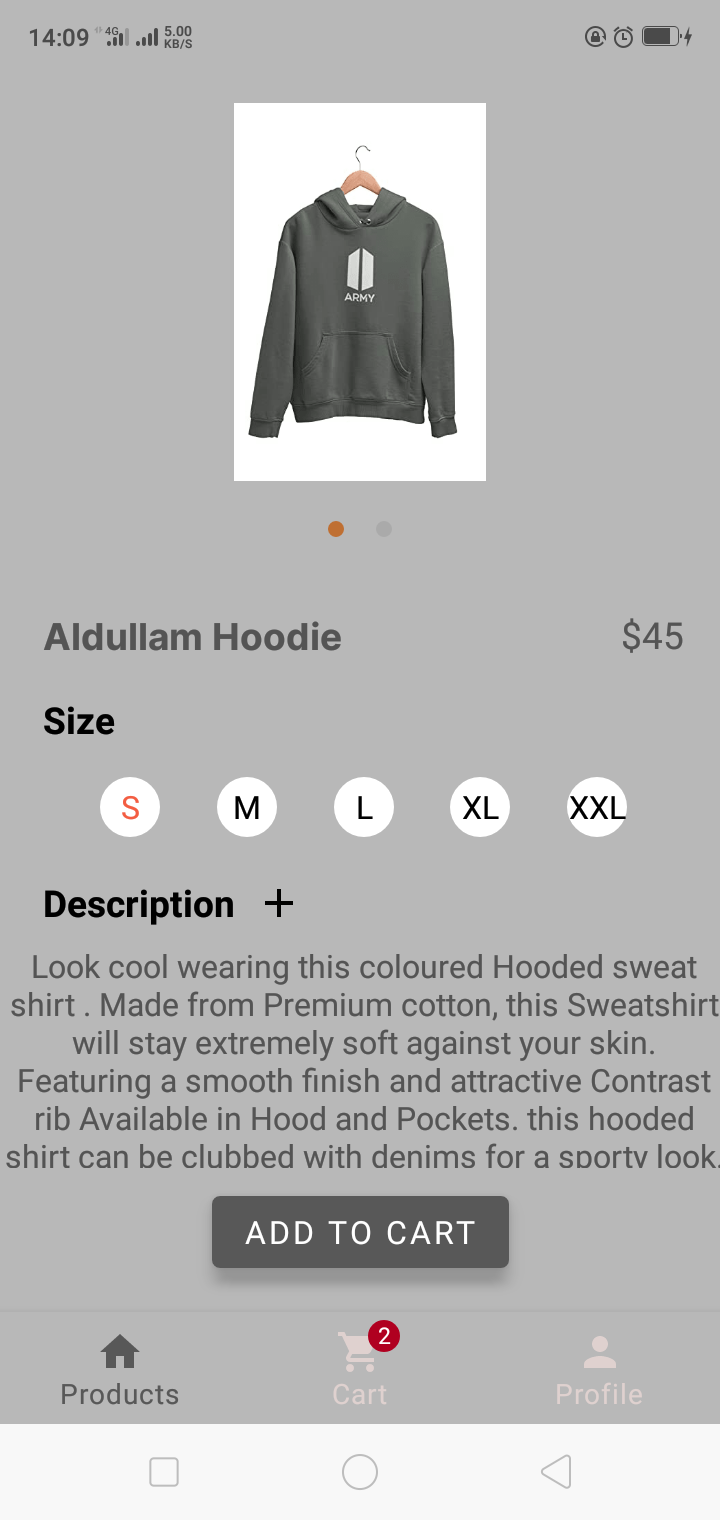 14:09 4G 5.00
KB/S
ARMY
Aldullam Hoodie $45
Size
S M L XL XXL
Description +
Look cool wearing this coloured Hooded sweat
shirt . Made from Premium cotton, this Sweatshirt
will stay extremely soft against your skin.
Featuring a smooth finish and attractive Contrast
rib Available in Hood and Pockets. this hooded
shirt can be clubbed with denims for a sporty look.
ADD TO CART
2
Products Cart Profile